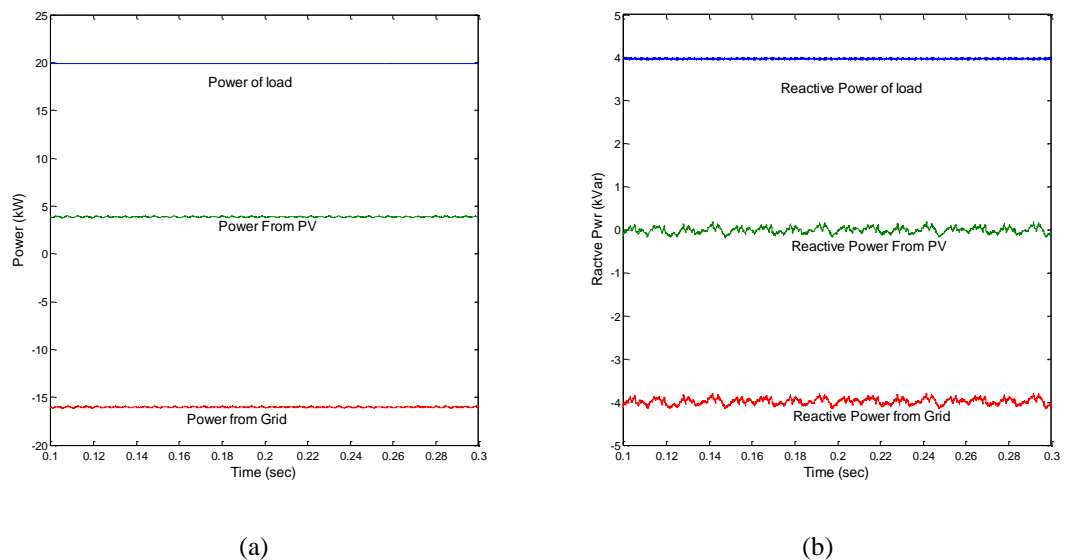 25
20
15
10
5
0
-5
-10
-15
-20
Power (kW)
Power of load
Power From PV
Power from Grid
0.1 0.12 0.14 0.16 0.18 0.2 0.22 0.24 0.26 0.28 0.3
Time (sec)
(a)
5
4
3
2
1
0
-1
-2
-3
-4
-5
Ractve Pwr (kVar)
Reactive Power of load
Reactive Power From PV
Reactive Power from Grid
0.1 0.12 0.14 0.16 0.18 0.2 0.22 0.24 0.26 0.28 0.3
Time (sec)
(b)